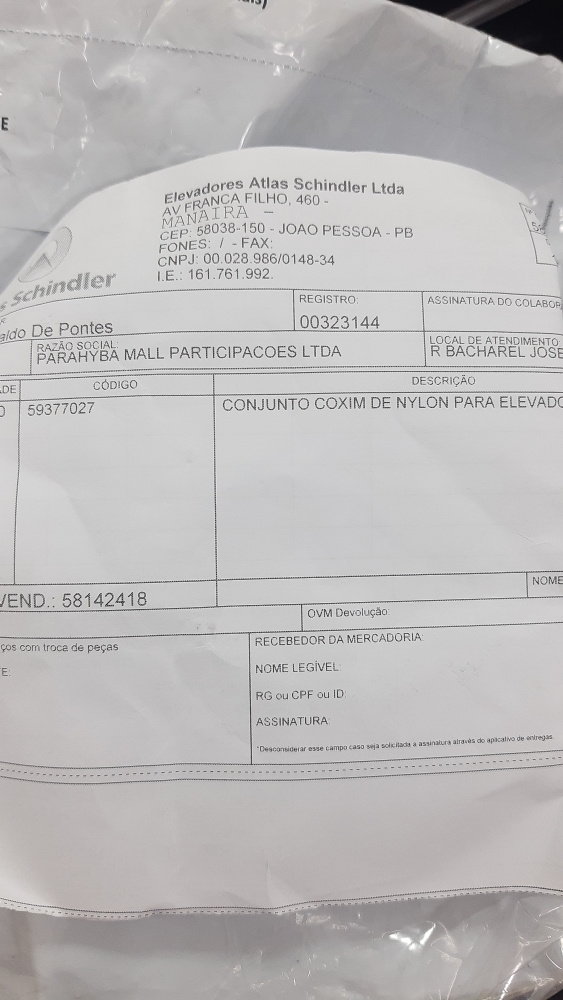 E
Elevadores Atlas Schindler Ltda
AV FRANCA FILHO, 460 -
MANAIRA -
CEP: 58038-150 - JOAO PESSOA - PB
FONES: / - FAX:
CNPJ: 00.028.986/0148-34
I.E.: 161.761.992.
s Schindler
REGISTRO:
ASSINATURA DO COLABOR
aldo De Pontes
00323144
RAZÃO SOCIAL:
PARAHYBA MALL PARTICIPACOES LTDA
LOCAL DE ATENDIMENTO:
R BACHAREL JOSE
DE CÓDIGO DESCRIÇÃO
0 59377027 CONJUNTO COXIM DE NYLON PARA ELEVADO
NOME
VEND.: 58142418
OVM Devolução:
ços com troca de peças
E:
RECEBEDOR DA MERCADORIA:
NOME LEGÍVEL:
RG ou CPF ou ID:
ASSINATURA:
*Desconsiderar esse campo caso seja solicitada a assinatura através do aplicativo de entregas.